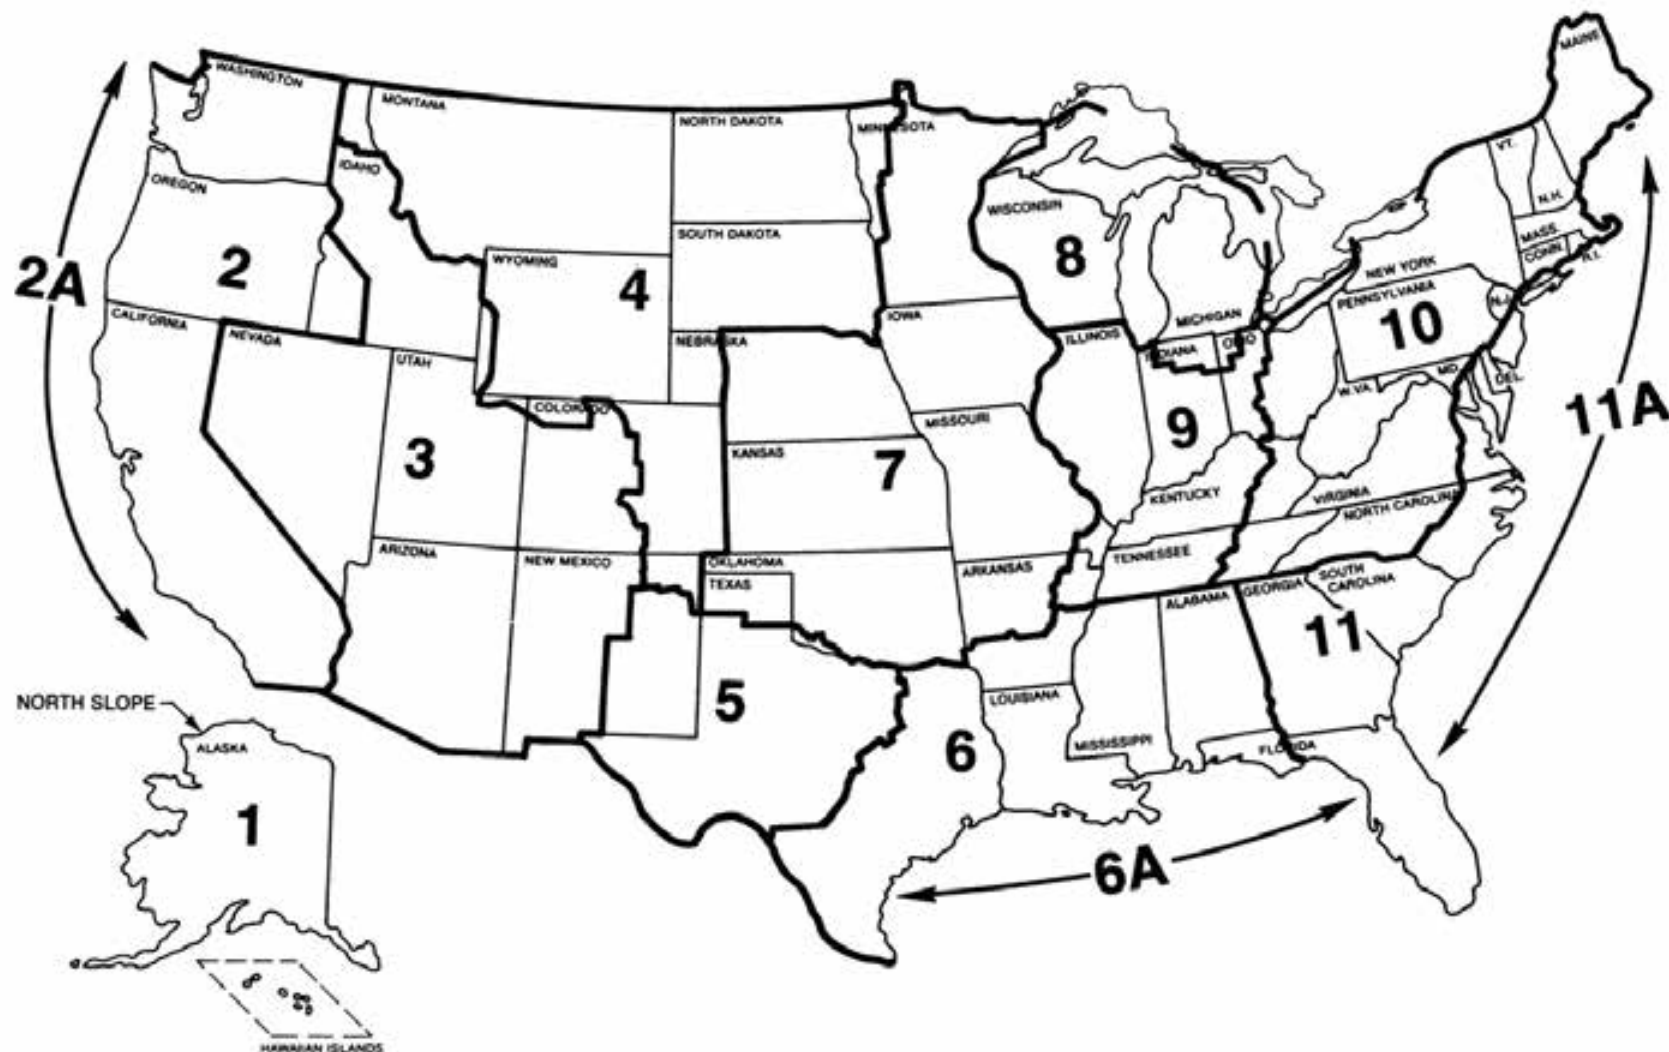 MAINE
WASHINGTON
MONTANA
NORTH DAKOTA
MINNESOTA
VT.
IDAHO
OREGON
N.H.
WISCONSIN
SOUTH DAKOTA
MASS.
CONN.
R.I.
WYOMING
NEW YORK
2
8
4
2A
PENNSYLVANIA
N.J.
CALIFORNIA
IOWA
MICHIGAN
10
NEVADA
NEBRASKA
ILLINOIS
INDIANA
OHIO
UTAH
MD.
DEL.
W.VA.
COLORADO
11A
MISSOURI
9
KANSAS
3
7
KENTUCKY
VIRGINIA
NORTH CAROLINA
ARIZONA
NEW MEXICO
OKLAHOMA
TENNESSEE
ARKANSAS
TEXAS
SOUTH
CAROLINA
ALABAMA
GEORGIA
11
NORTH SLOPE
5
LOUISIANA
ALASKA
MISSISSIPPI
FLORIDA
6
1
6A
HAWAIIAN ISLANDS